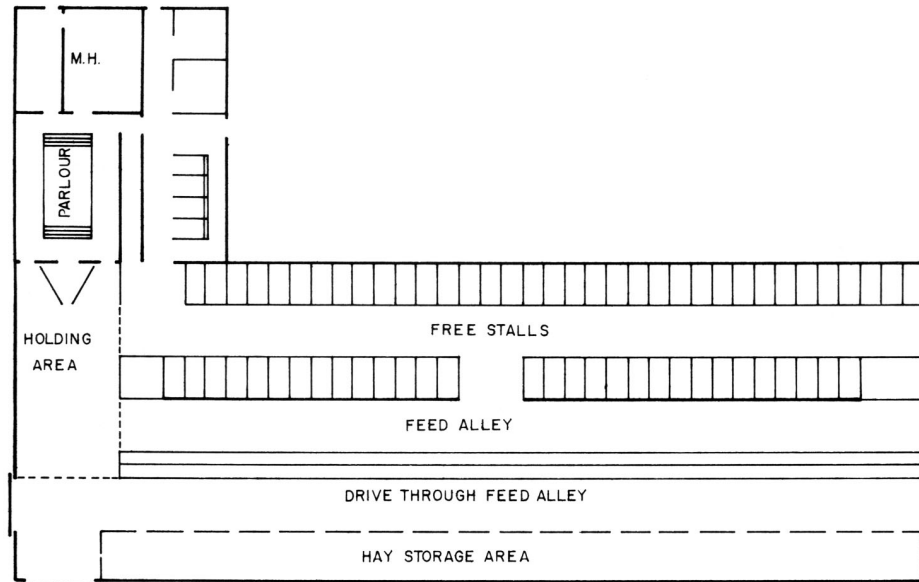 M.H.
PARLOUR
FREE STALLS
HOLDING
AREA
FEED ALLEY
DRIVE THROUGH FEED ALLEY
HAY STORAGE AREA